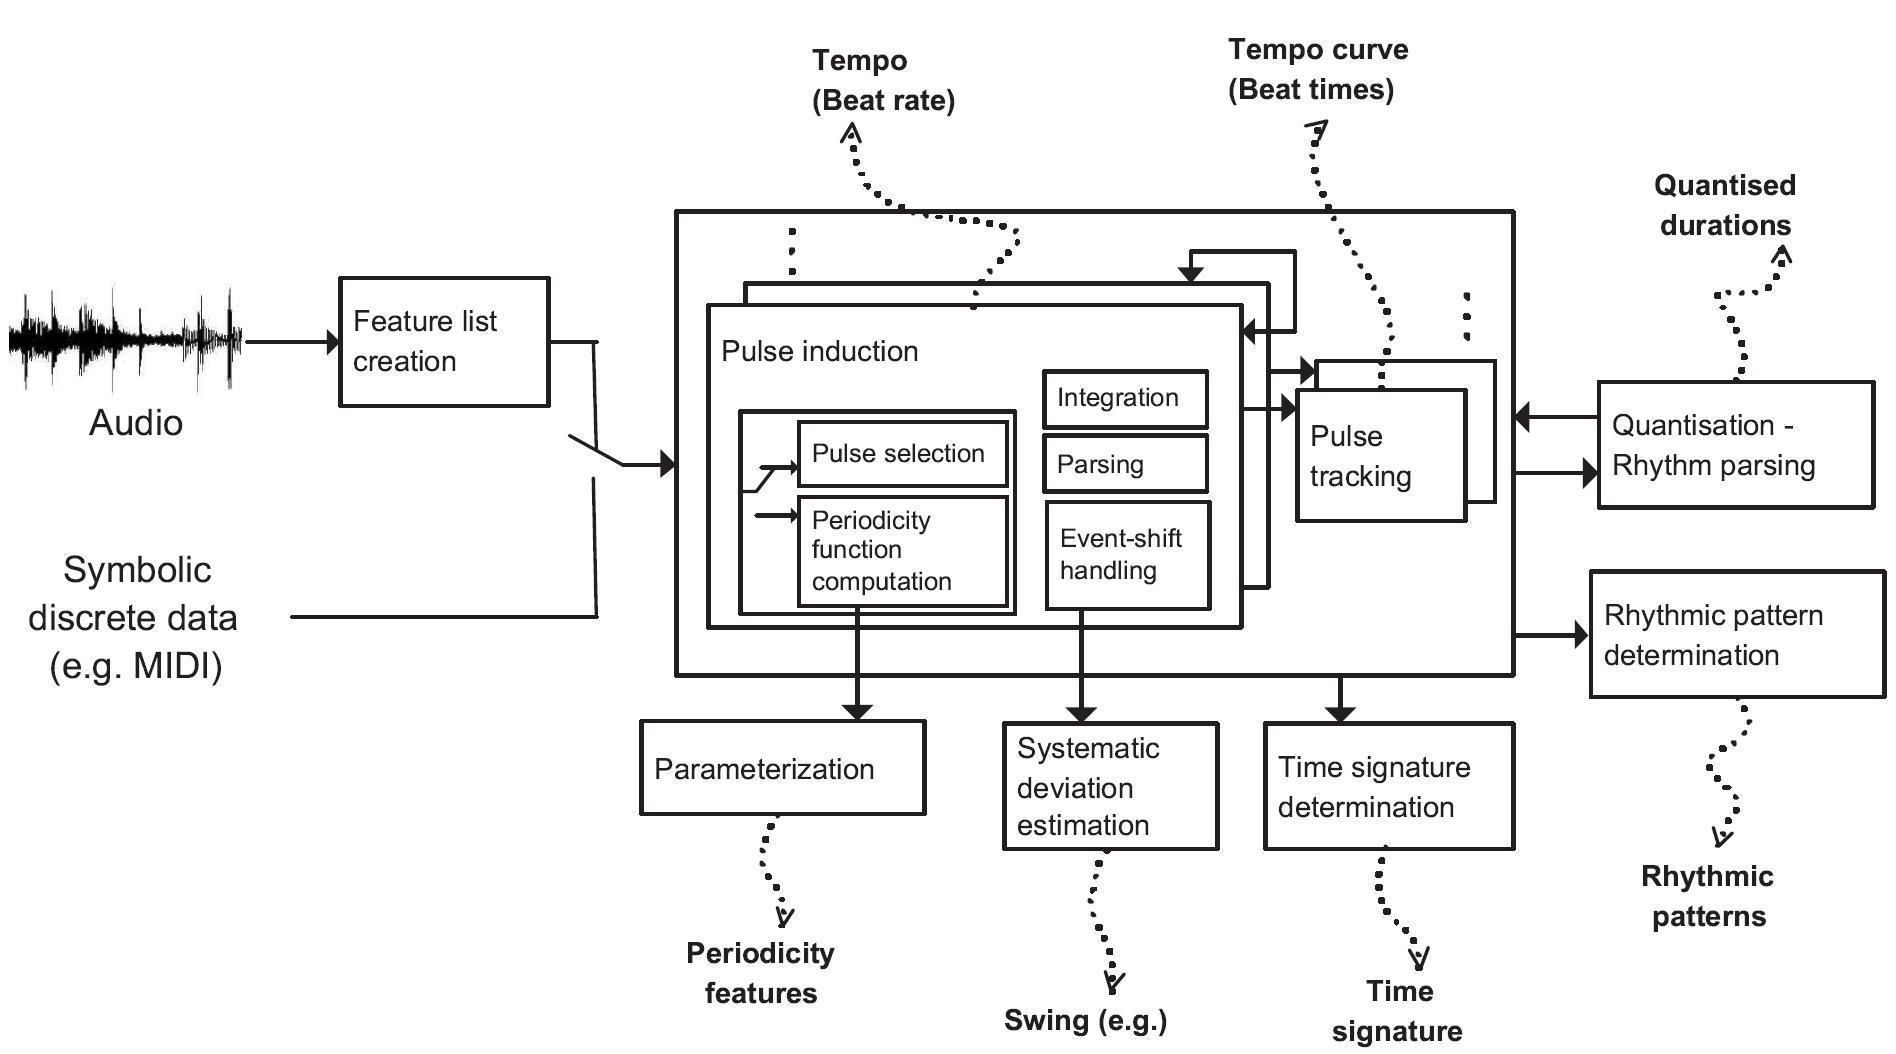 Tempo
(Beat rate)
Tempo curve
(Beat times)
Quantised
durations
Feature list
creation
Audio
Symbolic
discrete data
(e.g. MIDI)
Pulse induction
Pulse selection
Periodicity
function
computation
Integration
Parsing
Event-shift
handling
Pulse
tracking
Quantisation -
Rhythm parsing
Rhythmic pattern
determination
Parameterization
Systematic
deviation
estimation
Time signature
determination
Periodicity
features
Swing (e.g.)
Time
signature
Rhythmic
patterns